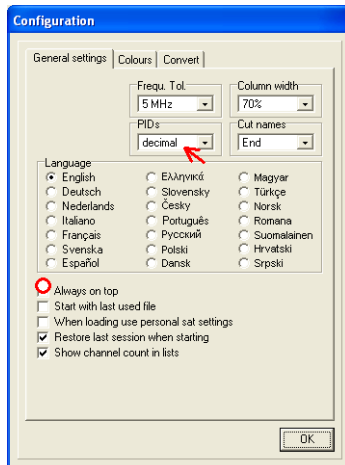 Configuration
General settings Colours Convert
Frequ. Tol. Column width
5 MHz 70%
PIDs Cut names
decimal End
Language
English Ελληνικά Magyar
Deutsch Slovensky Türkçe
Nederlands Česky Norsk
Italiano Português Romana
Français Русский Suomalainen
Svenska Polski Hrvatski
Español Dansk Srpski
Always on top
Start with last used file
When loading use personal sat settings
Restore last session when starting
Show channel count in lists
OK